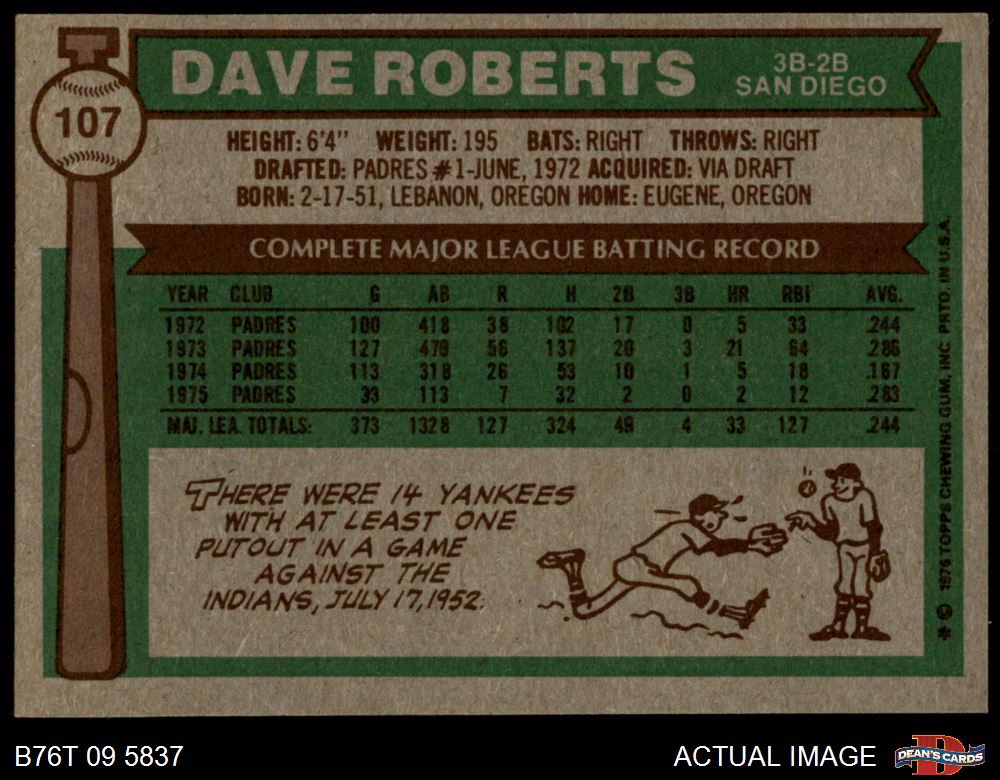 107
DAVE ROBERTS
3B-2B
SAN DIEGO
HEIGHT: 6'4" WEIGHT: 195 BATS: RIGHT THROWS: RIGHT
DRAFTED: PADRES #1-JUNE, 1972 ACQUIRED: VIA DRAFT
BORN: 2-17-51, LEBANON, OREGON HOME: EUGENE, OREGON
COMPLETE MAJOR LEAGUE BATTING RECORD
YEAR CLUB G AB R H 2B 3B HR RBI AVG.
1972 PADRES 100 418 38 102 17 0 5 33 .244
1973 PADRES 127 479 56 137 20 3 21 64 .286
1974 PADRES 113 318 26 53 10 1 5 18 .167
1975 PADRES 33 113 7 32 2 0 2 12 .283
MAJ. LEA. TOTALS: 373 1328 127 324 49 4 33 127 .244
THERE WERE 14 YANKEES
WITH AT LEAST ONE
PUTOUT IN A GAME
AGAINST THE
INDIANS, JULY 17, 1952.
* © 1976 TOPPS CHEWING GUM, INC PRTD. IN U.S.A.
B76T 09 5837
ACTUAL IMAGE
DEAN'S CARDS